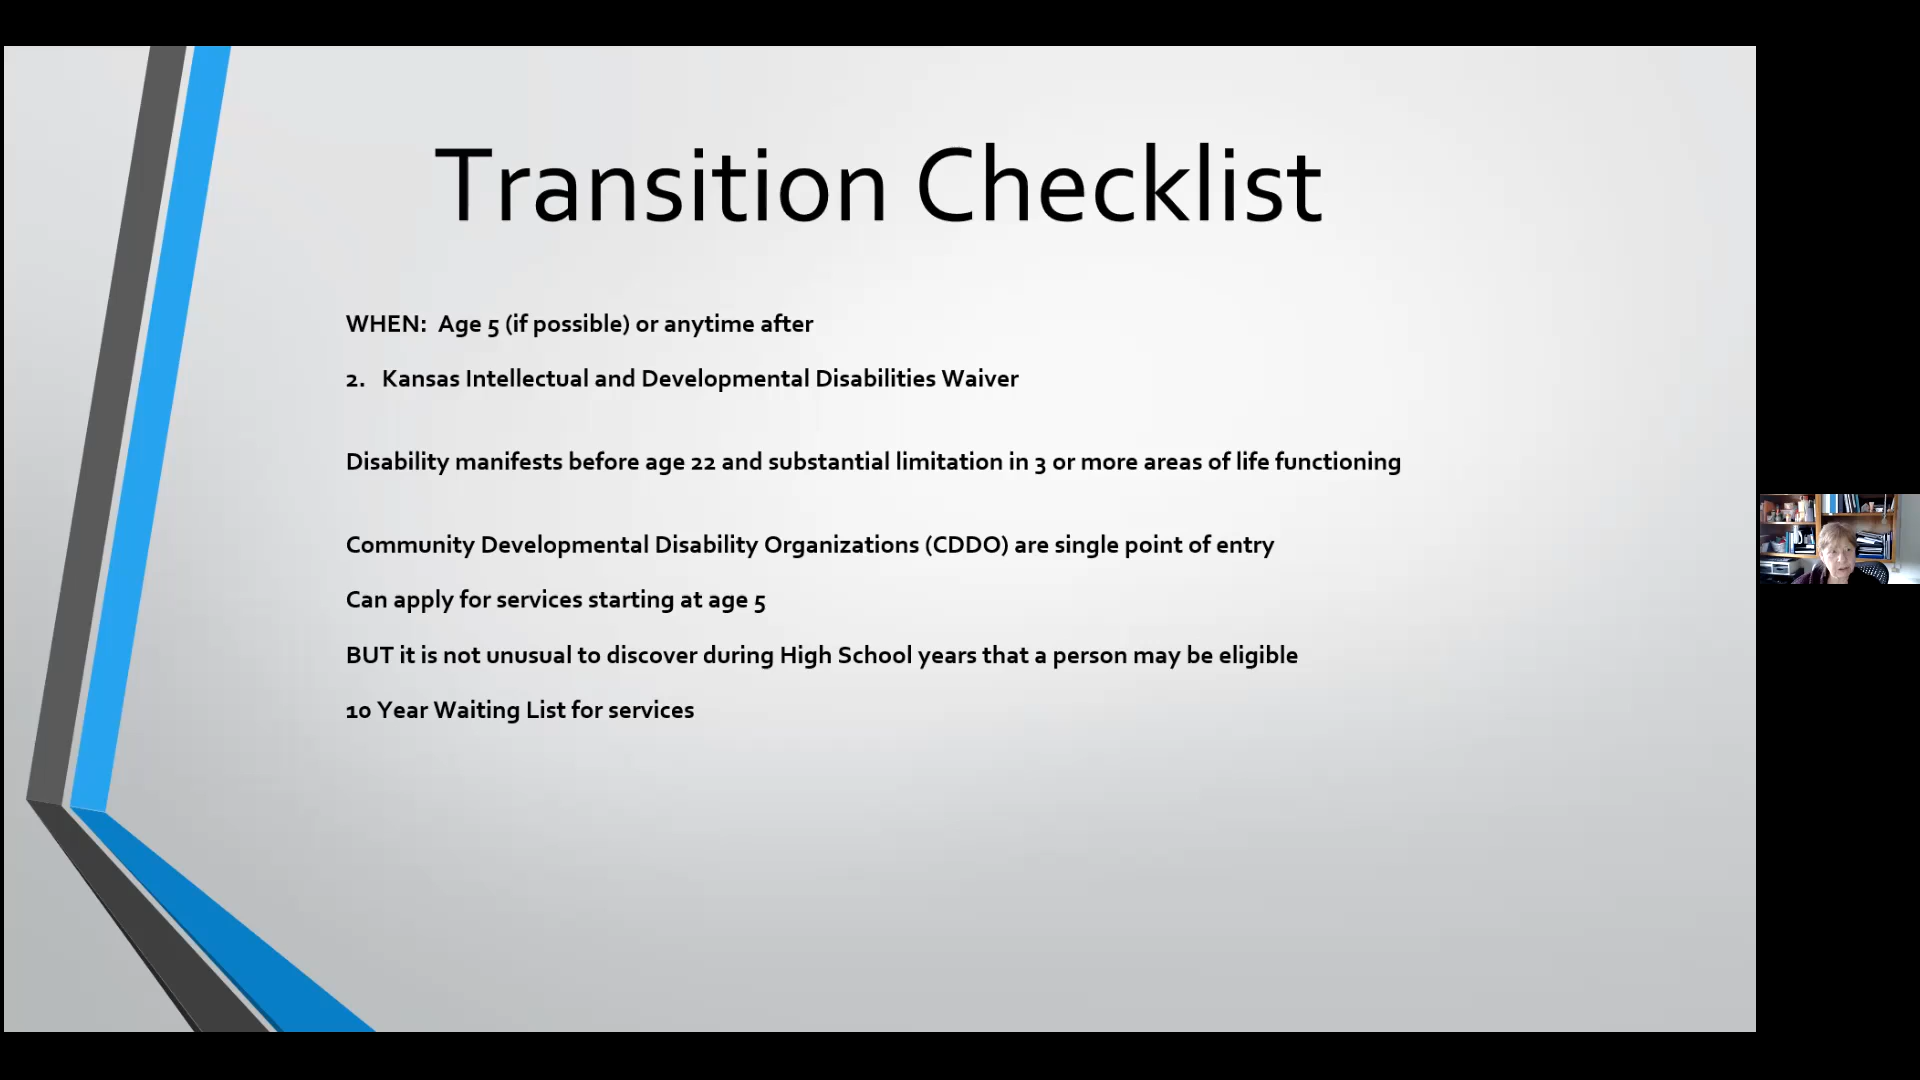 Transition Checklist
WHEN:  Age 5 (if possible) or anytime after
2.   Kansas Intellectual and Developmental Disabilities Waiver
Disability manifests before age 22 and substantial limitation in 3 or more areas of life functioning
Community Developmental Disability Organizations (CDDO) are single point of entry
Can apply for services starting at age 5
BUT it is not unusual to discover during High School years that a person may be eligible
10 Year Waiting List for services